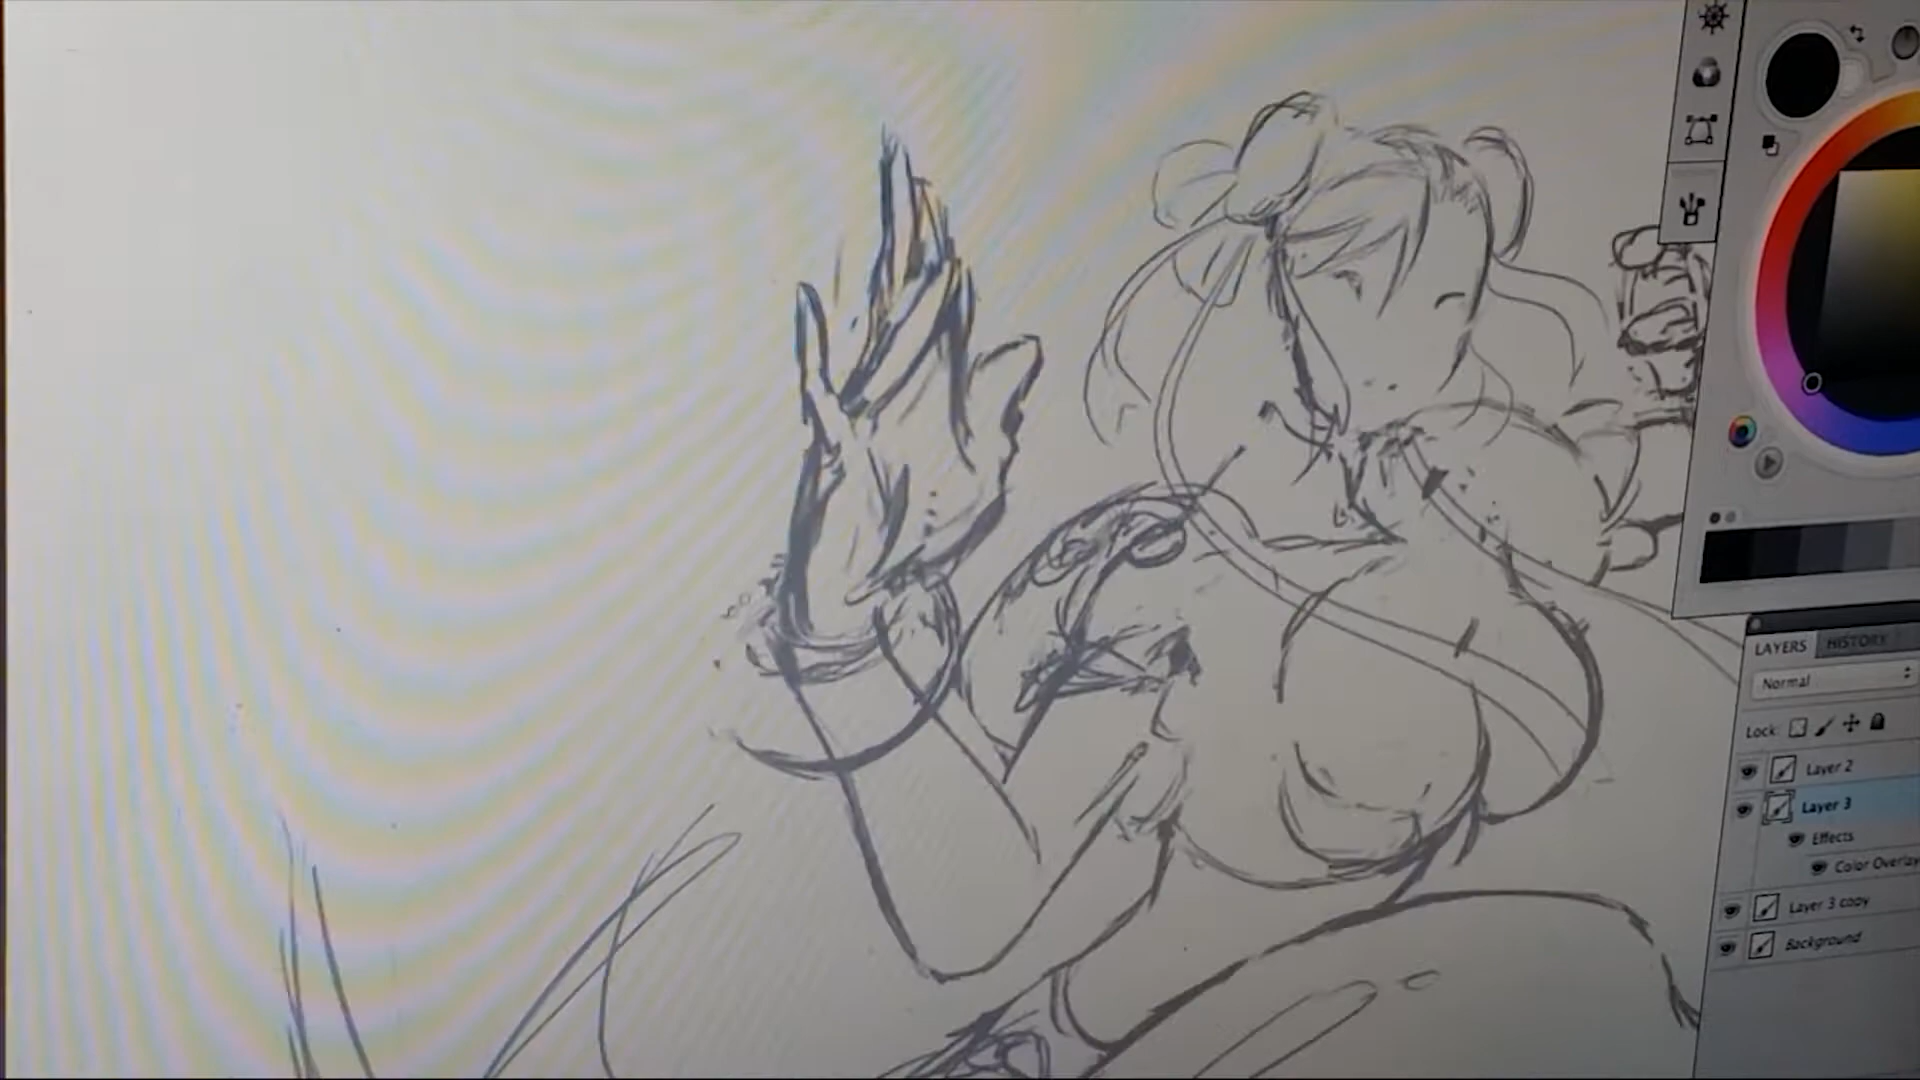 LAYERS HISTORY
Normal
Lock:
Layer 2
Layer 3
Effects
Color Overlay
Layer 3 copy
Background